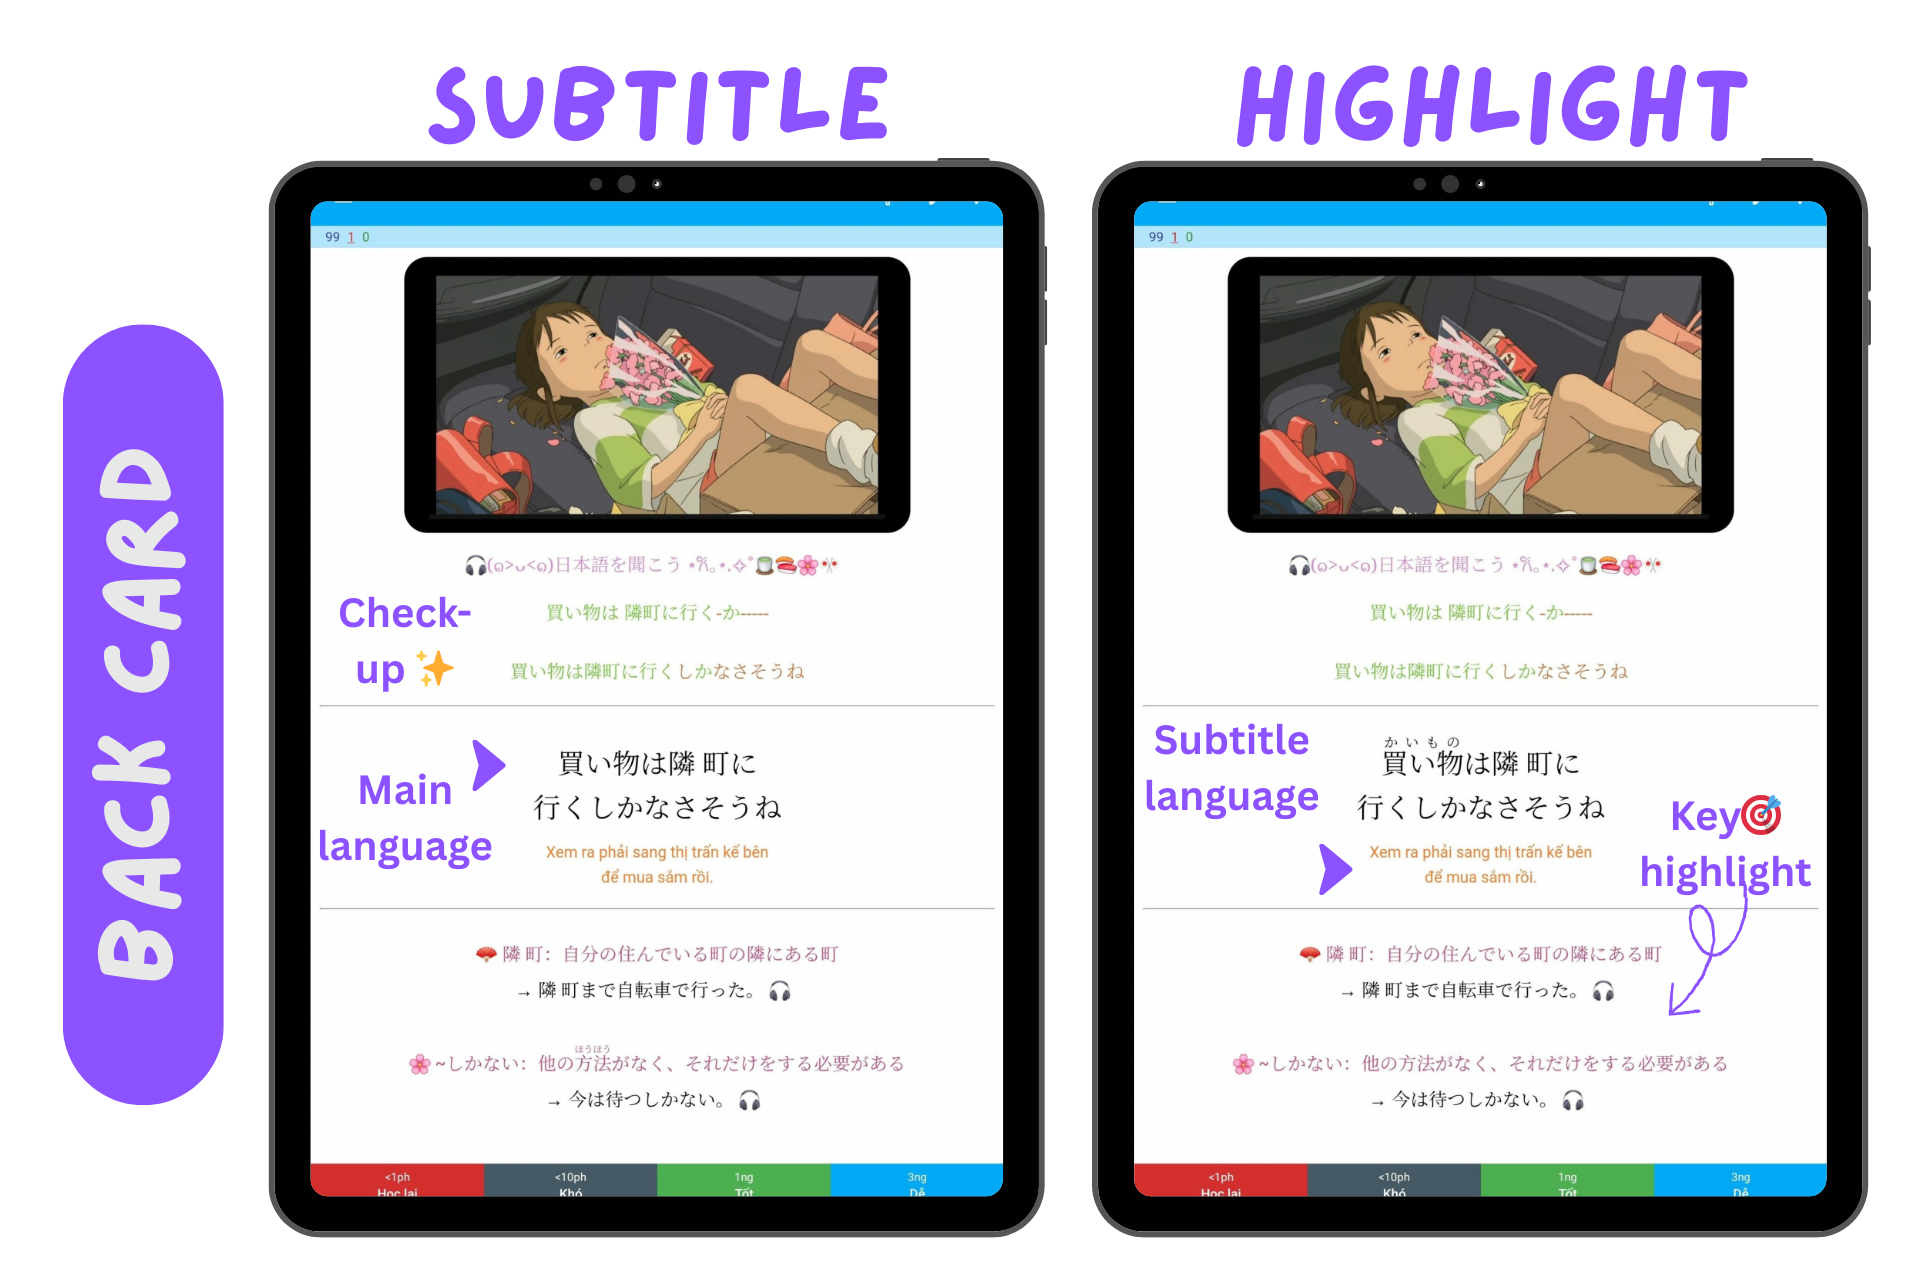 SUBTITLE
HIGHLIGHT
BACK CARD
99 1 0
🎧(๑>ᴗ<๑)日本語を聞こう ⋆𐙚。⋆.✧˚🍵🍣🌸🎌
Check-
up ✨
買い物は 隣町に行く-か-----
買い物は隣町に行くしかなさそうね
Main
language
買い物は隣 町に
行くしかなさそうね
Xem ra phải sang thị trấn kế bên
để mua sắm rồi.
🪭 隣 町：自分の住んでいる町の隣にある町
→ 隣 町まで自転車で行った。🎧
ほうほう
🌸 ~しかない：他の方法がなく、それだけをする必要がある
→ 今は待つしかない。🎧
<1ph <10ph 1ng 3ng
Học lại Khó Tốt Dễ
99 1 0
🎧(๑>ᴗ<๑)日本語を聞こう ⋆𐙚。⋆.✧˚🍵🍣🌸🎌
買い物は 隣町に行く-か-----
買い物は隣町に行くしかなさそうね
Subtitle
language
かいもの
買い物は隣 町に
行くしかなさそうね
Key🎯
highlight
Xem ra phải sang thị trấn kế bên
để mua sắm rồi.
🪭 隣 町：自分の住んでいる町の隣にある町
→ 隣 町まで自転車で行った。🎧
🌸 ~しかない：他の方法がなく、それだけをする必要がある
→ 今は待つしかない。🎧
<1ph <10ph 1ng 3ng
Học lại Khó Tốt Dễ